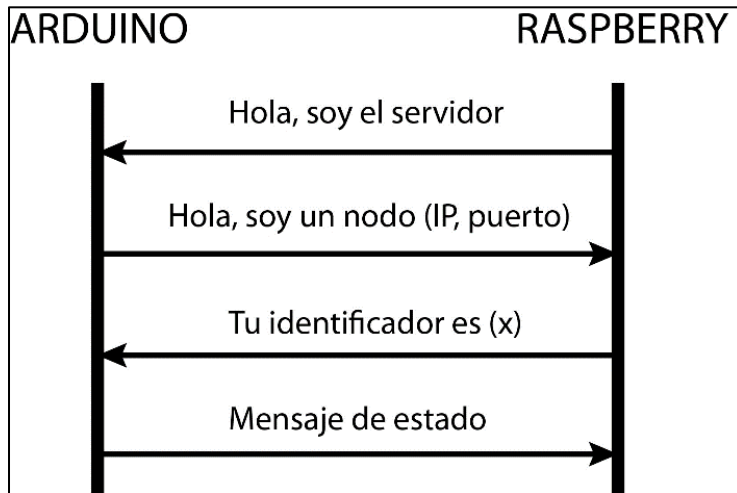 ARDUINO
RASPBERRY
Hola, soy el servidor
Hola, soy un nodo (IP, puerto)
Tu identificador es (x)
Mensaje de estado